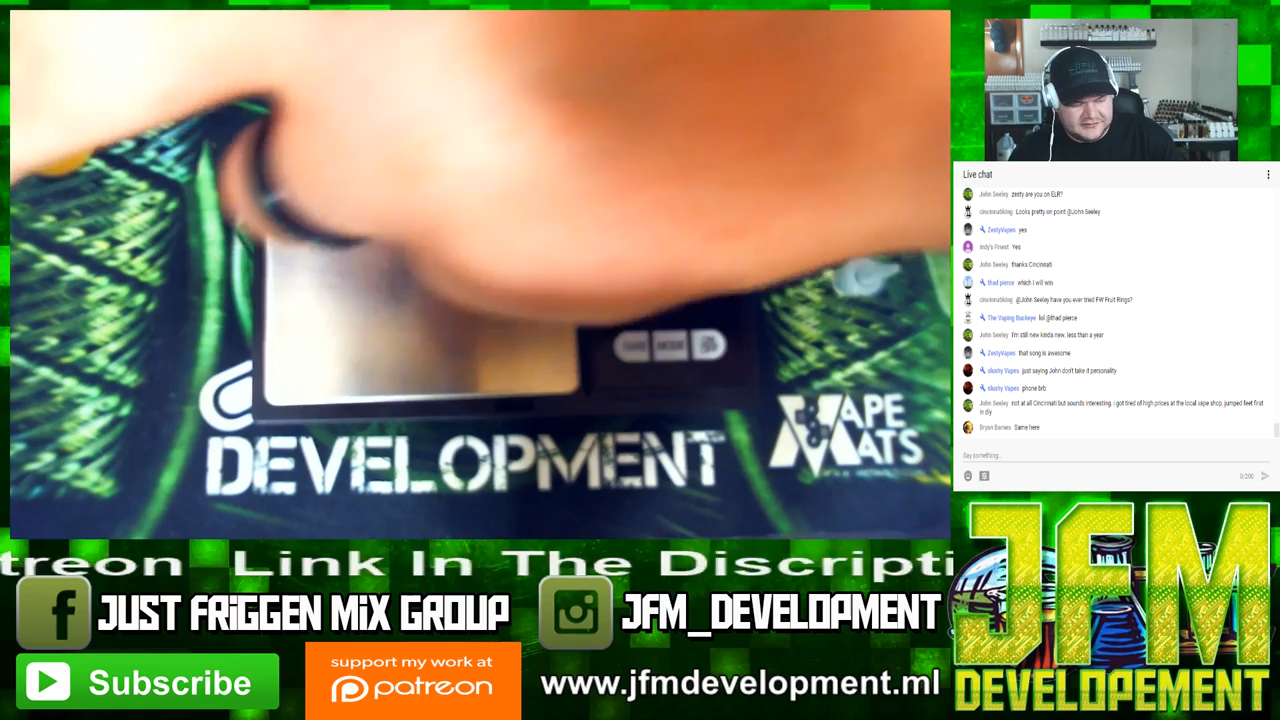 Live chat
John Seeley zesty are you on ELR?
cincinnatiking Looks pretty on point @John Seeley
ZestyVapes yes
Indy's Finest Yes
John Seeley thanks Cincinnati
thad pierce which I will win
cincinnatiking @John Seeley have you ever tried FW Fruit Rings?
The Vaping Buckeye lol @thad pierce
John Seeley I'm still new kinda new. less than a year
ZestyVapes that song is awesome
slushy Vapes just saying John don't take it personality
slushy Vapes phone brb
John Seeley not at all Cincinnati but sounds interesting. i got tired of high prices at the local vape shop. jumped feet first
in diy
Bryan Barnes Same here
Say something...
0/200
MODE
DEVELOPMENT
VAPE
& MATS
treon Link In The Discripti
f JUST FRiGGEN MiX GROUP
JFM_DEVELOPMENT
Subscribe
support my work at
patreon
www.jfmdevelopment.ml
JFM
DEVELOPEMENT